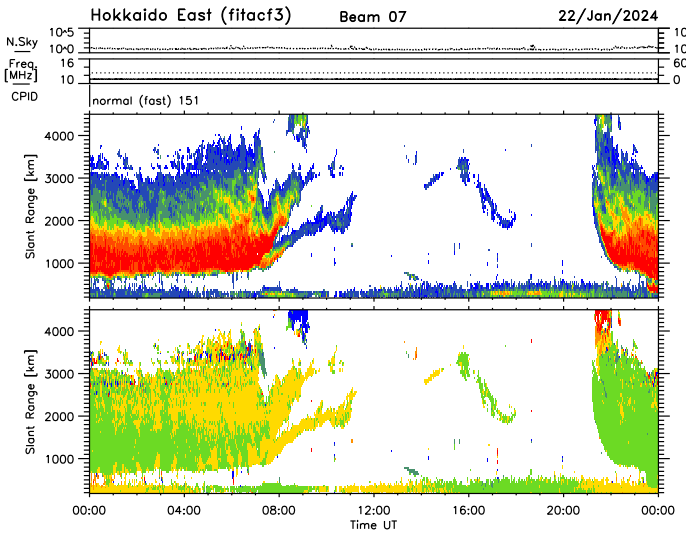 Hokkaido East (fitacf3) Beam 07 22/Jan/2024
10^5 10
N.Sky
10^0 10
Freq. 16 60
[MHz] 10 0
CPID
normal (fast) 151
4000
3000
2000
1000
Slant Range [km]
4000
3000
2000
1000
Slant Range [km]
00:00 04:00 08:00 12:00 16:00 20:00 00:00
Time UT